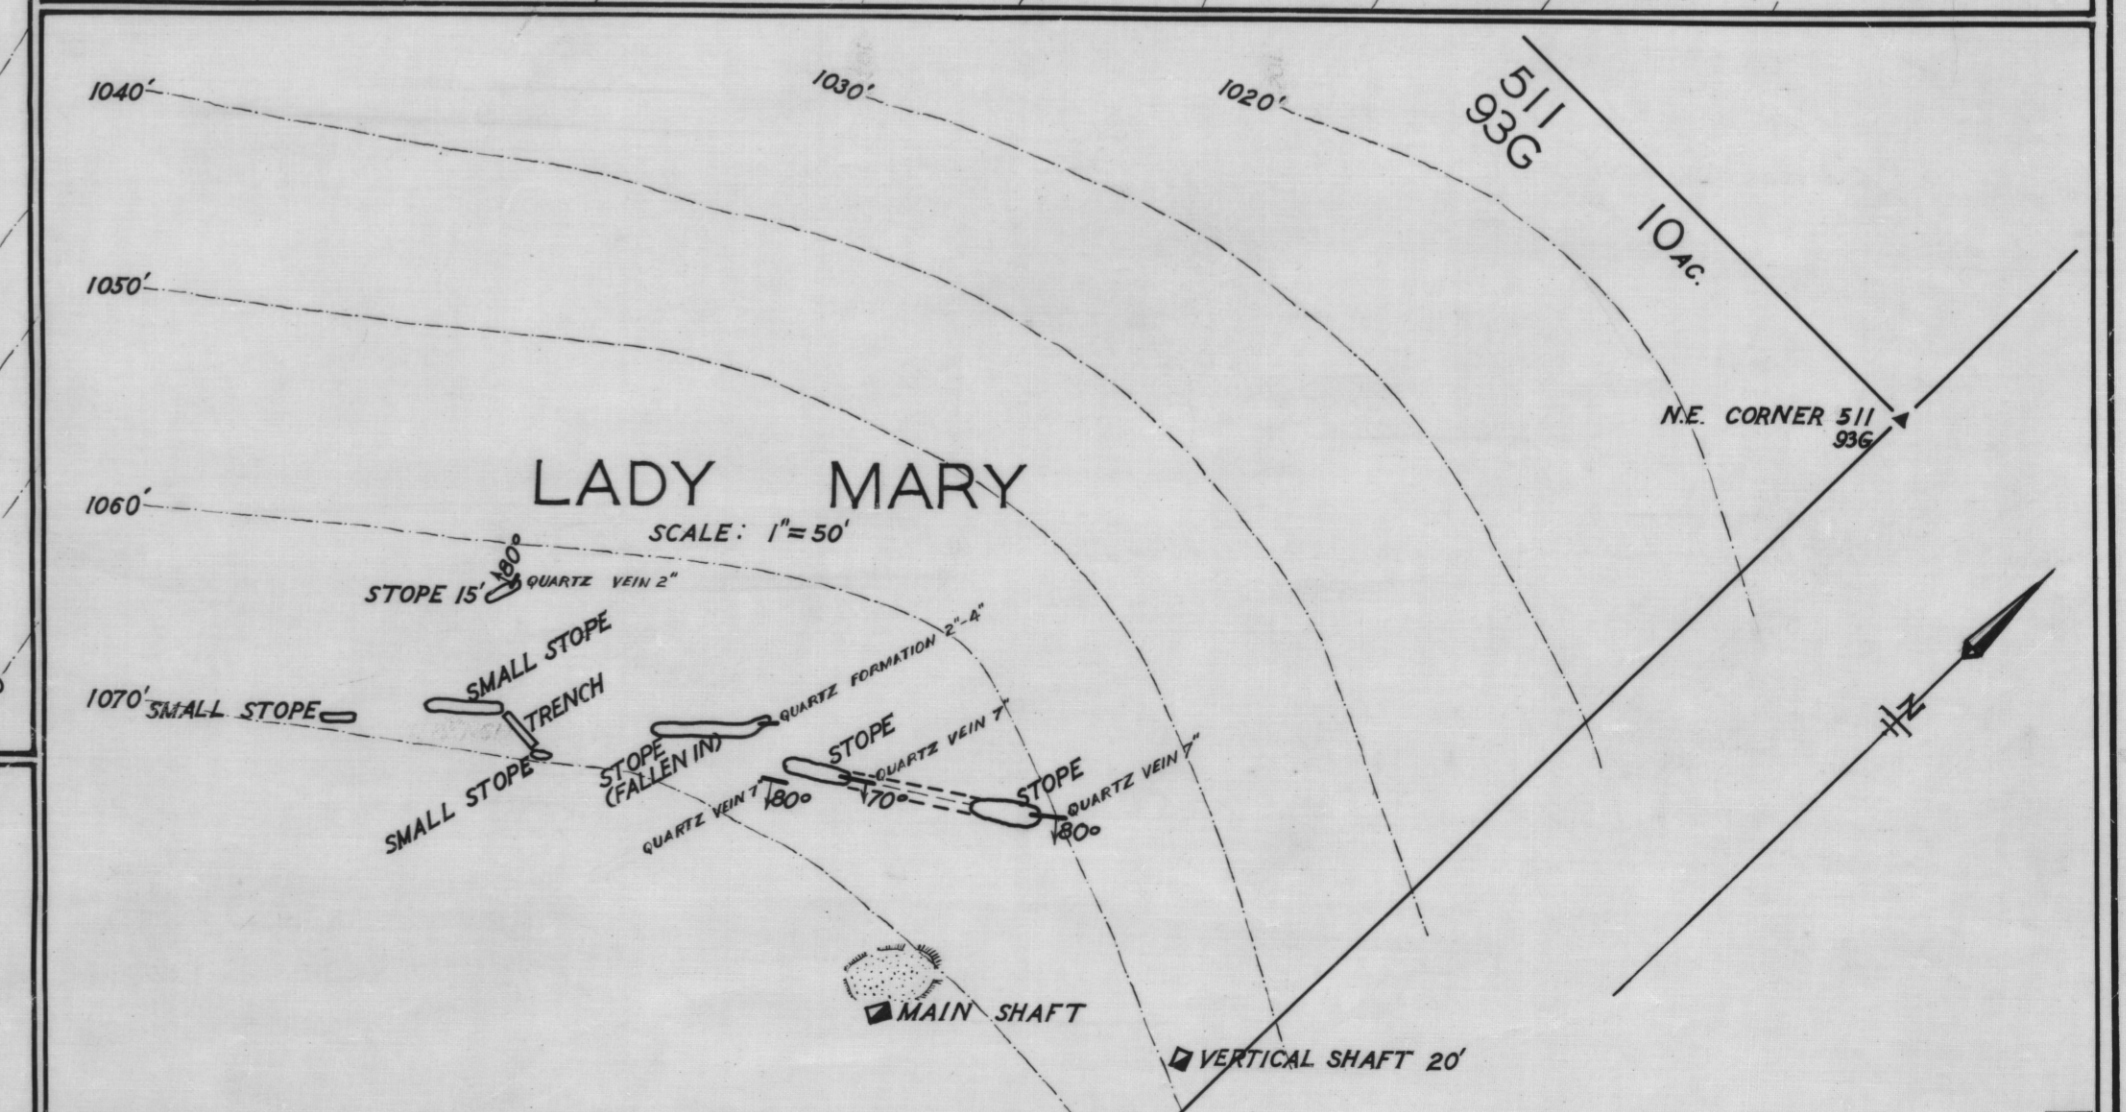 1040'
1030'
1020'
511
93G
10 AC.
1050'
N.E. CORNER 511
93G
LADY MARY
SCALE: 1"=50'
1060'
80°
STOPE 15'
QUARTZ VEIN 2"
SMALL STOPE
TRENCH
QUARTZ FORMATION 2"-4"
1070'
SMALL STOPE
SMALL STOPE
STOPE
(FALLEN IN)
STOPE
QUARTZ VEIN 7"
QUARTZ VEIN 7"
80°
70°
STOPE
QUARTZ VEIN 7"
80°
N
MAIN SHAFT
VERTICAL SHAFT 20'